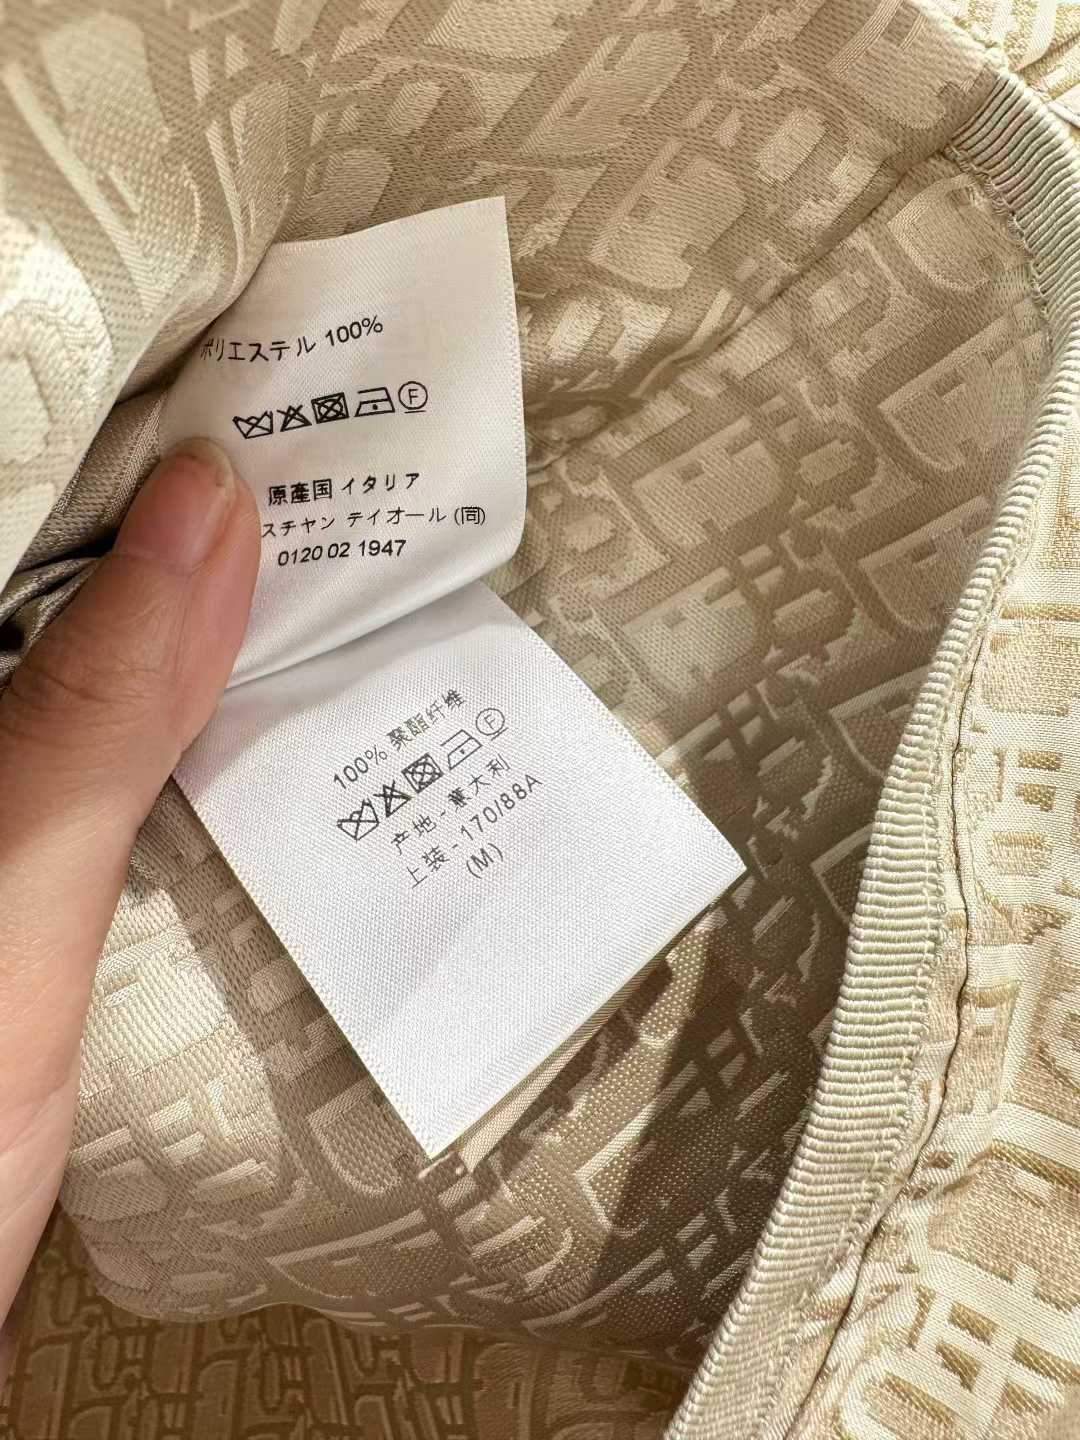 ポリエステル 100%
F
原産国 イタリア
スチャン ディオール (同)
0120 02 1947
100% 聚酯纤维
F
产地 - 意大利
上装 - 170/88A
(M)